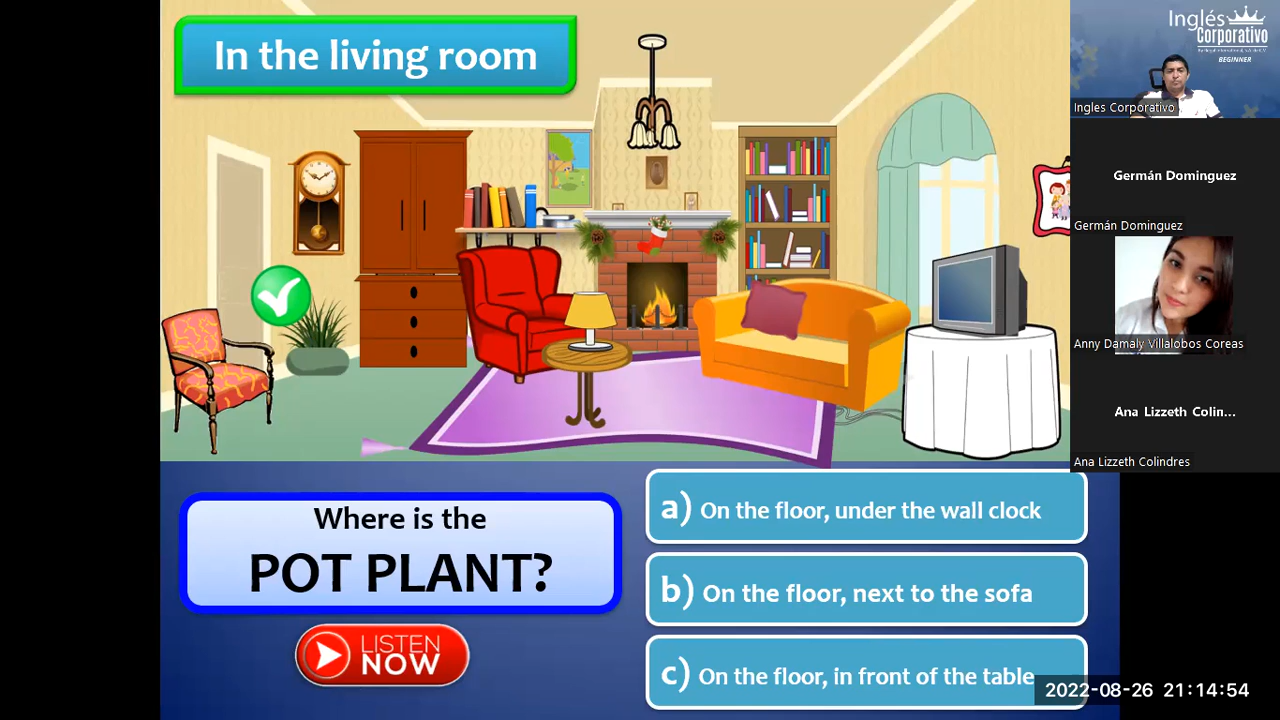 In the living room
Where is the
POT PLANT?
LISTEN
NOW
a) On the floor, under the wall clock
b) On the floor, next to the sofa
c) On the floor, in front of the table
Inglés
Corporativo
BEGINNER
Ingles Corporativo
Germán Dominguez
Germán Dominguez
Anny Damaly Villalobos Coreas
Ana Lizzeth Colin...
Ana Lizzeth Colindres
2022-08-26 21:14:54